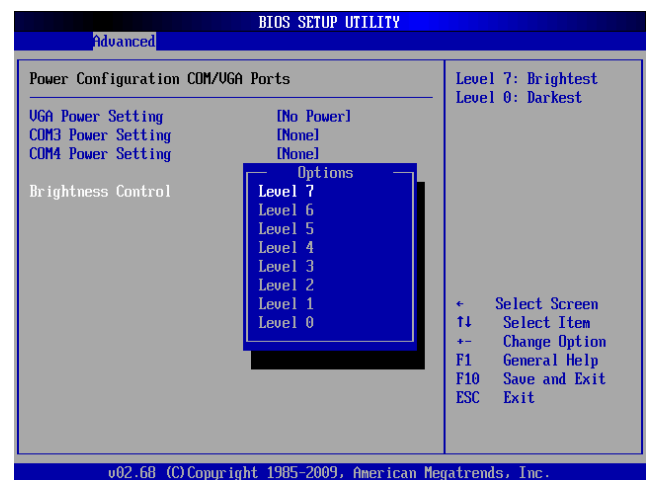 BIOS SETUP UTILITY
Advanced
Power Configuration COM/VGA Ports
VGA Power Setting [No Power]
COM3 Power Setting [None]
COM4 Power Setting [None]
Brightness Control
Options
Level 7
Level 6
Level 5
Level 4
Level 3
Level 2
Level 1
Level 0
Level 7: Brightest
Level 0: Darkest
← Select Screen
↑↓ Select Item
+- Change Option
F1 General Help
F10 Save and Exit
ESC Exit
v02.68 (C)Copyright 1985-2009, American Megatrends, Inc.